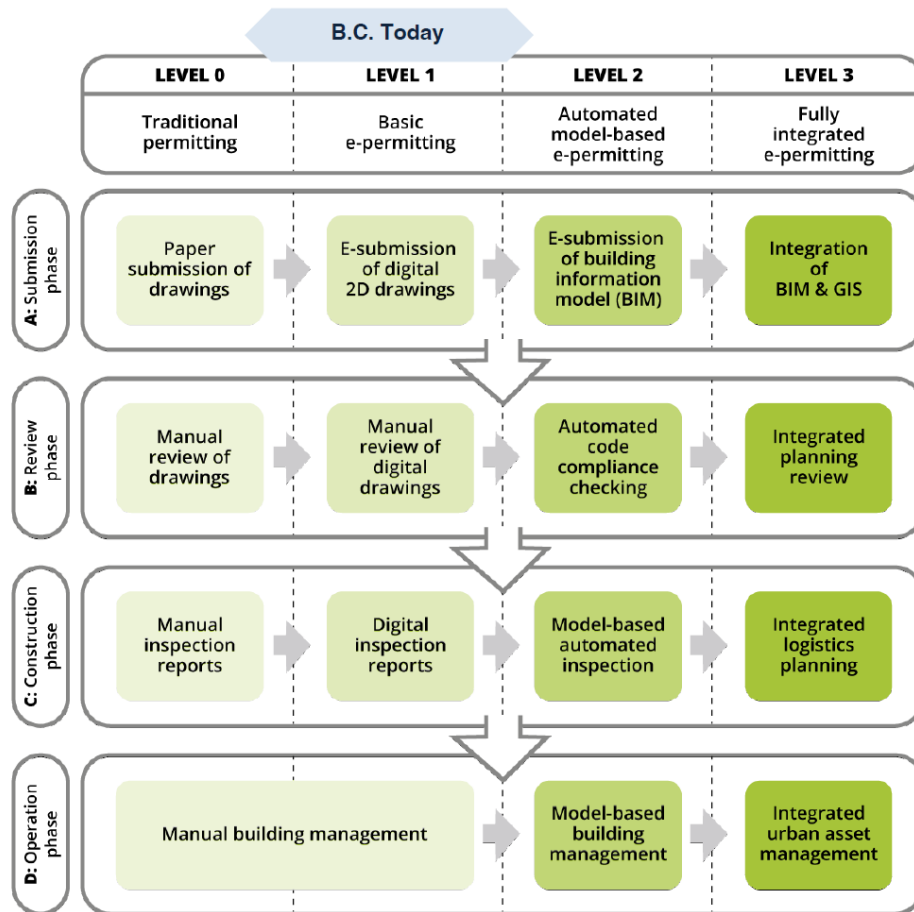 B.C. Today
LEVEL 0
LEVEL 1
LEVEL 2
LEVEL 3
Traditional
permitting
Basic
e-permitting
Automated
model-based
e-permitting
Fully
integrated
e-permitting
A: Submission
phase
Paper
submission of
drawings
E-submission
of digital
2D drawings
E-submission
of building
information
model (BIM)
Integration
of
BIM & GIS
B: Review
phase
Manual
review of
drawings
Manual
review of
digital
drawings
Automated
code
compliance
checking
Integrated
planning
review
C: Construction
phase
Manual
inspection
reports
Digital
inspection
reports
Model-based
automated
inspection
Integrated
logistics
planning
D: Operation
phase
Manual building management
Model-based
building
management
Integrated
urban asset
management